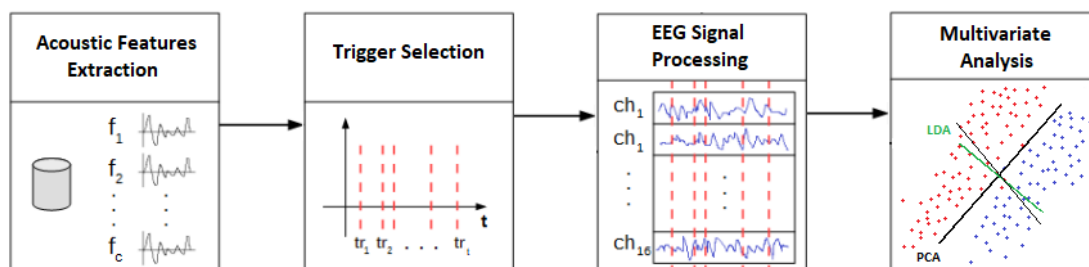 Acoustic Features
Extraction
f1
f2
. .
. .
fc
Trigger Selection
t
tr1 tr2 . . . trt
EEG Signal
Processing
ch1
ch1
. .
. .
. .
ch16
Multivariate
Analysis
LDA
PCA